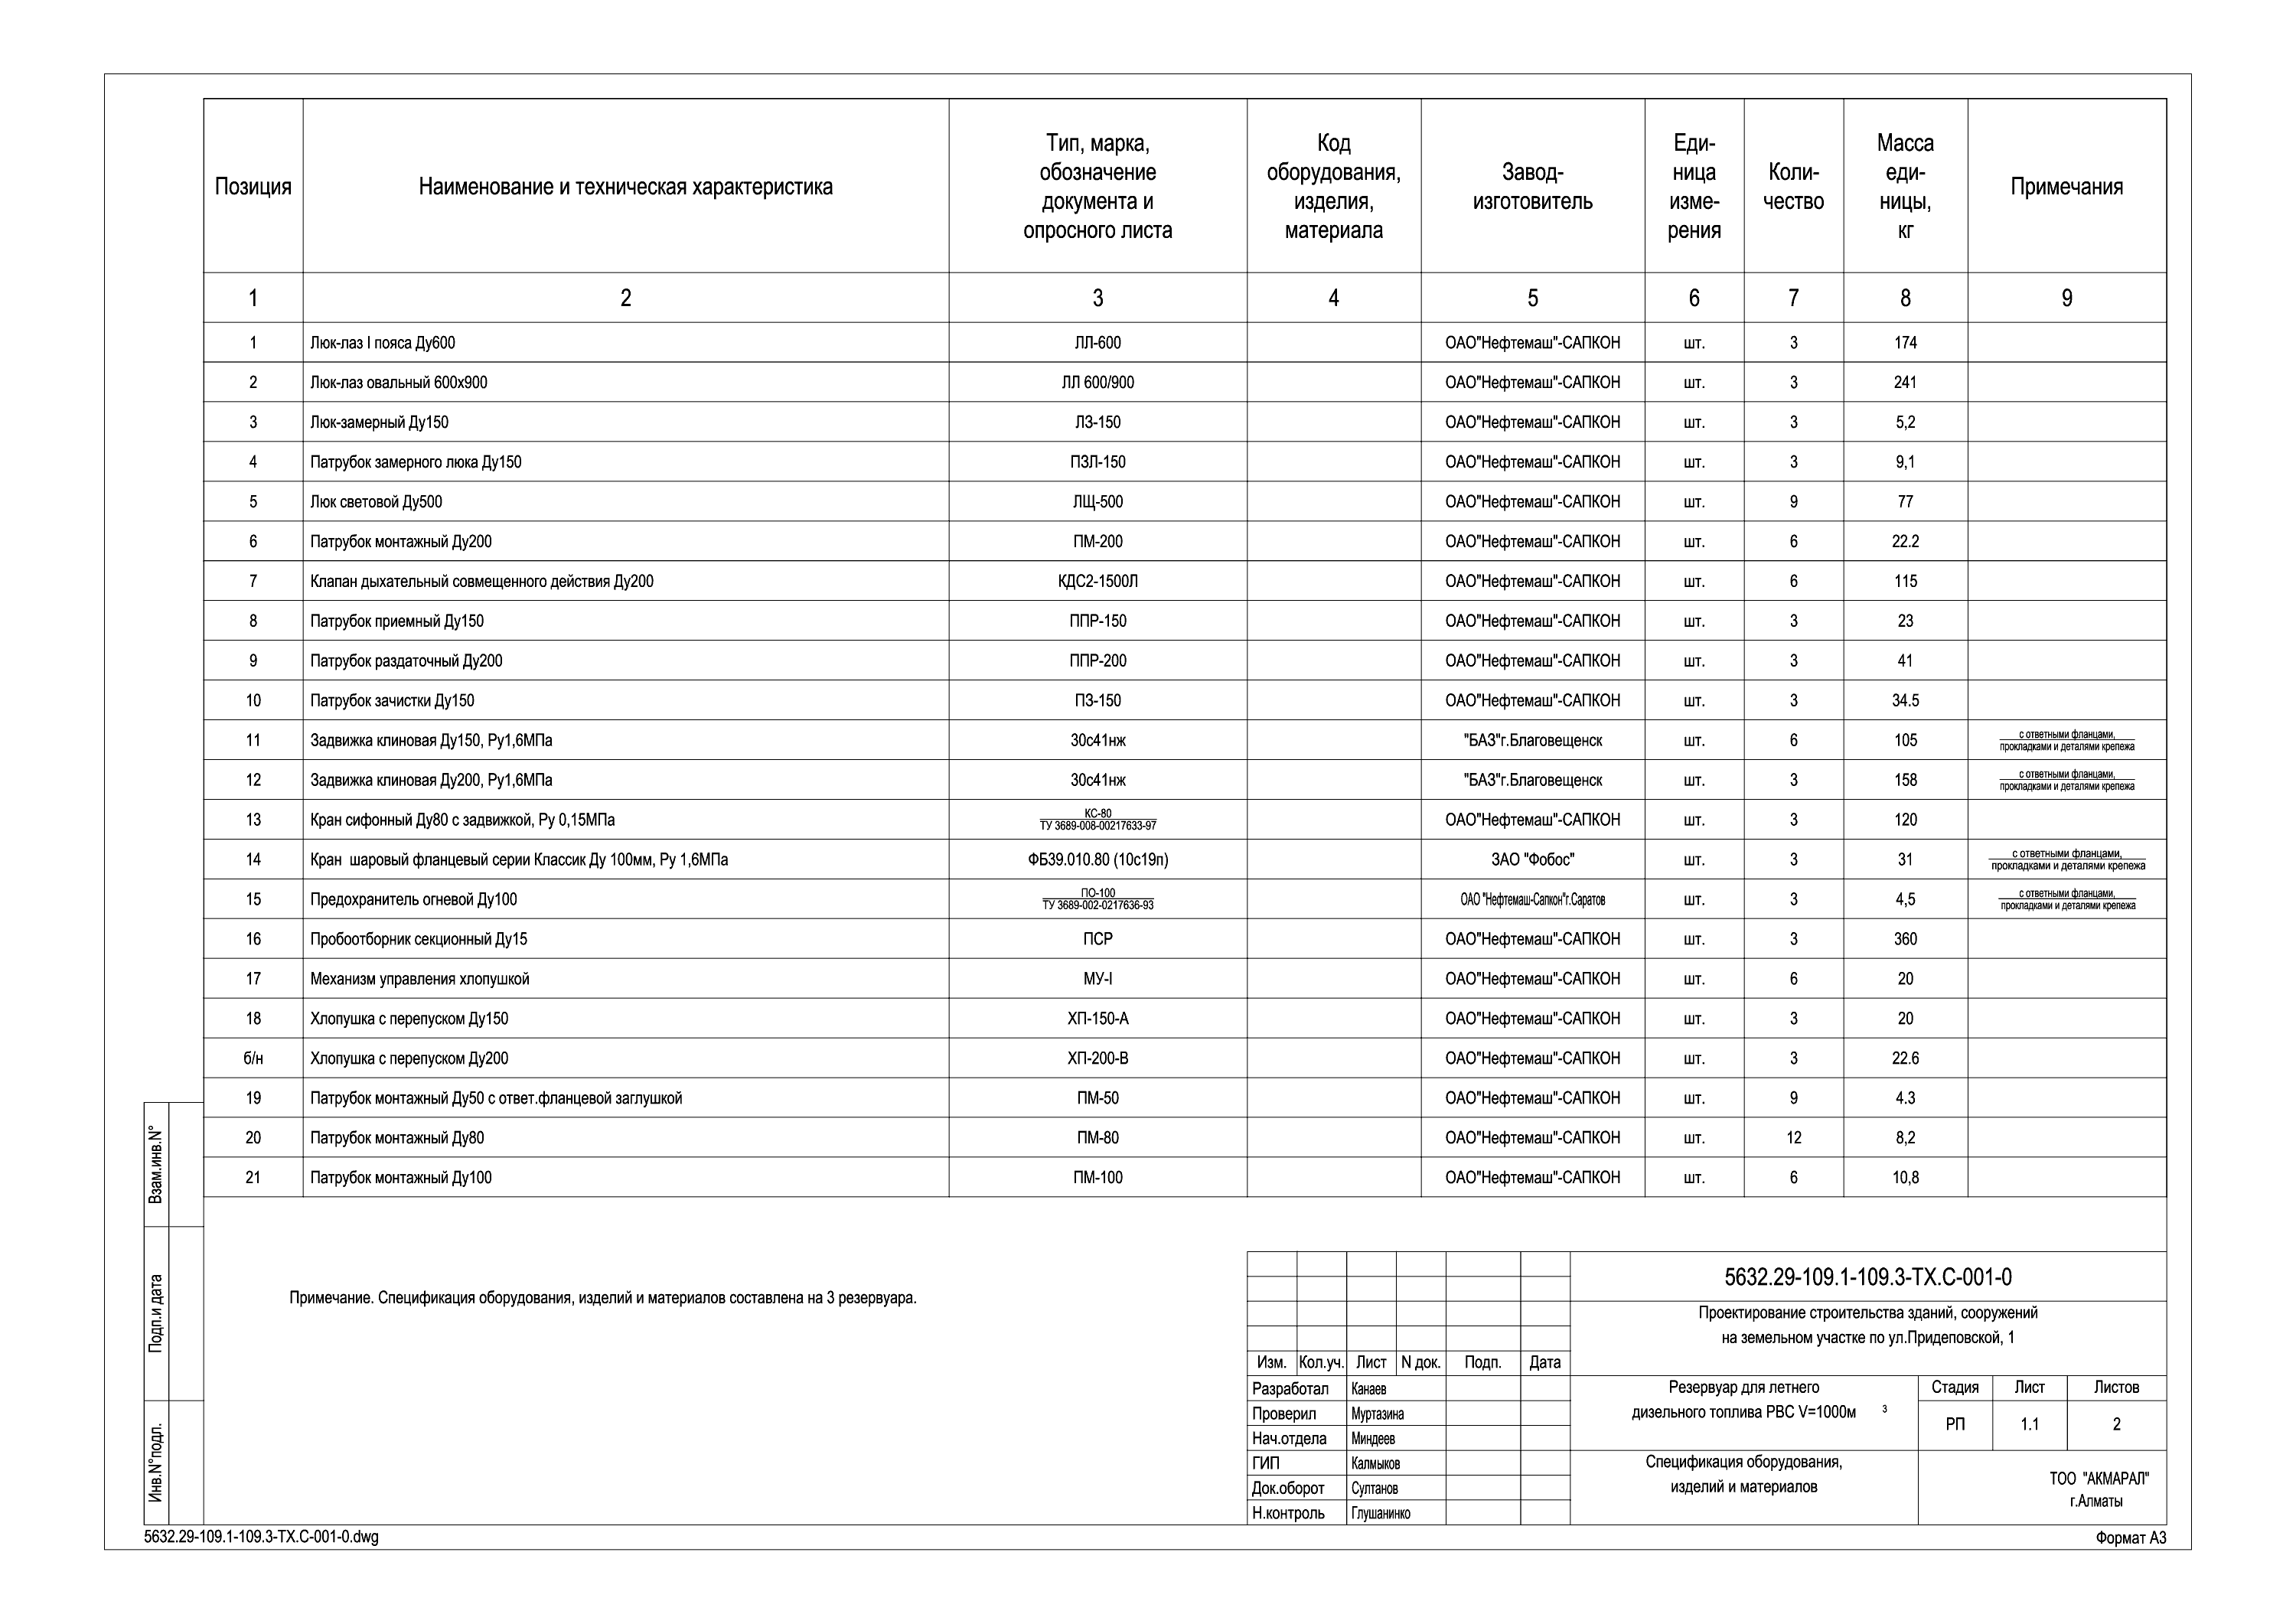 Позиция
Наименование и техническая характеристика
Тип, марка,
обозначение
документа и
опросного листа
Код
оборудования,
изделия,
материала
Завод-
изготовитель
Еди-
ница
изме-
рения
Коли-
чество
Масса
еди-
ницы,
кг
Примечания
1 2 3 4 5 6 7 8 9
1 Люк-лаз I пояса Ду600 ЛЛ-600 ОАО"Нефтемаш"-САПКОН шт. 3 174
2 Люк-лаз овальный 600х900 ЛЛ 600/900 ОАО"Нефтемаш"-САПКОН шт. 3 241
3 Люк-замерный Ду150 ЛЗ-150 ОАО"Нефтемаш"-САПКОН шт. 3 5,2
4 Патрубок замерного люка Ду150 ПЗЛ-150 ОАО"Нефтемаш"-САПКОН шт. 3 9,1
5 Люк световой Ду500 ЛЩ-500 ОАО"Нефтемаш"-САПКОН шт. 9 77
6 Патрубок монтажный Ду200 ПМ-200 ОАО"Нефтемаш"-САПКОН шт. 6 22.2
7 Клапан дыхательный совмещенного действия Ду200 КДС2-1500Л ОАО"Нефтемаш"-САПКОН шт. 6 115
8 Патрубок приемный Ду150 ППР-150 ОАО"Нефтемаш"-САПКОН шт. 3 23
9 Патрубок раздаточный Ду200 ППР-200 ОАО"Нефтемаш"-САПКОН шт. 3 41
10 Патрубок зачистки Ду150 ПЗ-150 ОАО"Нефтемаш"-САПКОН шт. 3 34.5
11 Задвижка клиновая Ду150, Ру1,6МПа 30с41нж "БАЗ"г.Благовещенск шт. 6 105 с ответными фланцами,
прокладками и деталями крепежа
12 Задвижка клиновая Ду200, Ру1,6МПа 30с41нж "БАЗ"г.Благовещенск шт. 3 158 с ответными фланцами,
прокладками и деталями крепежа
13 Кран сифонный Ду80 с задвижкой, Ру 0,15МПа КС-80
ТУ 3689-008-00217633-97 ОАО"Нефтемаш"-САПКОН шт. 3 120
14 Кран шаровый фланцевый серии Классик Ду 100мм, Ру 1,6МПа ФБ39.010.80 (10с19п) ЗАО "Фобос" шт. 3 31 с ответными фланцами,
прокладками и деталями крепежа
15 Предохранитель огневой Ду100 ПО-100
ТУ 3689-002-0217636-93 ОАО "Нефтемаш-Сапкон"г.Саратов шт. 3 4,5 с ответными фланцами,
прокладками и деталями крепежа
16 Пробоотборник секционный Ду15 ПСР ОАО"Нефтемаш"-САПКОН шт. 3 360
17 Механизм управления хлопушкой МУ-I ОАО"Нефтемаш"-САПКОН шт. 6 20
18 Хлопушка с перепуском Ду150 ХП-150-А ОАО"Нефтемаш"-САПКОН шт. 3 20
б/н Хлопушка с перепуском Ду200 ХП-200-В ОАО"Нефтемаш"-САПКОН шт. 3 22.6
19 Патрубок монтажный Ду50 с ответ.фланцевой заглушкой ПМ-50 ОАО"Нефтемаш"-САПКОН шт. 9 4.3
20 Патрубок монтажный Ду80 ПМ-80 ОАО"Нефтемаш"-САПКОН шт. 12 8,2
21 Патрубок монтажный Ду100 ПМ-100 ОАО"Нефтемаш"-САПКОН шт. 6 10,8
Взам.инв.N°
Подп.и дата
Инв.N°подл.
Примечание. Спецификация оборудования, изделий и материалов составлена на 3 резервуара.
5632.29-109.1-109.3-ТХ.С-001-0
Проектирование строительства зданий, сооружений
на земельном участке по ул.Придеповской, 1
Изм. Кол.уч. Лист N док. Подп. Дата
Разработал Канаев
Проверил Муртазина
Нач.отдела Миндеев
ГИП Калмыков
Док.оборот Султанов
Н.контроль Глушанинко
Резервуар для летнего
дизельного топлива РВС V=1000м 3
Стадия Лист Листов
РП 1.1 2
Спецификация оборудования,
изделий и материалов
ТОО "АКМАРАЛ"
г.Алматы
5632.29-109.1-109.3-ТХ.С-001-0.dwg
Формат А3